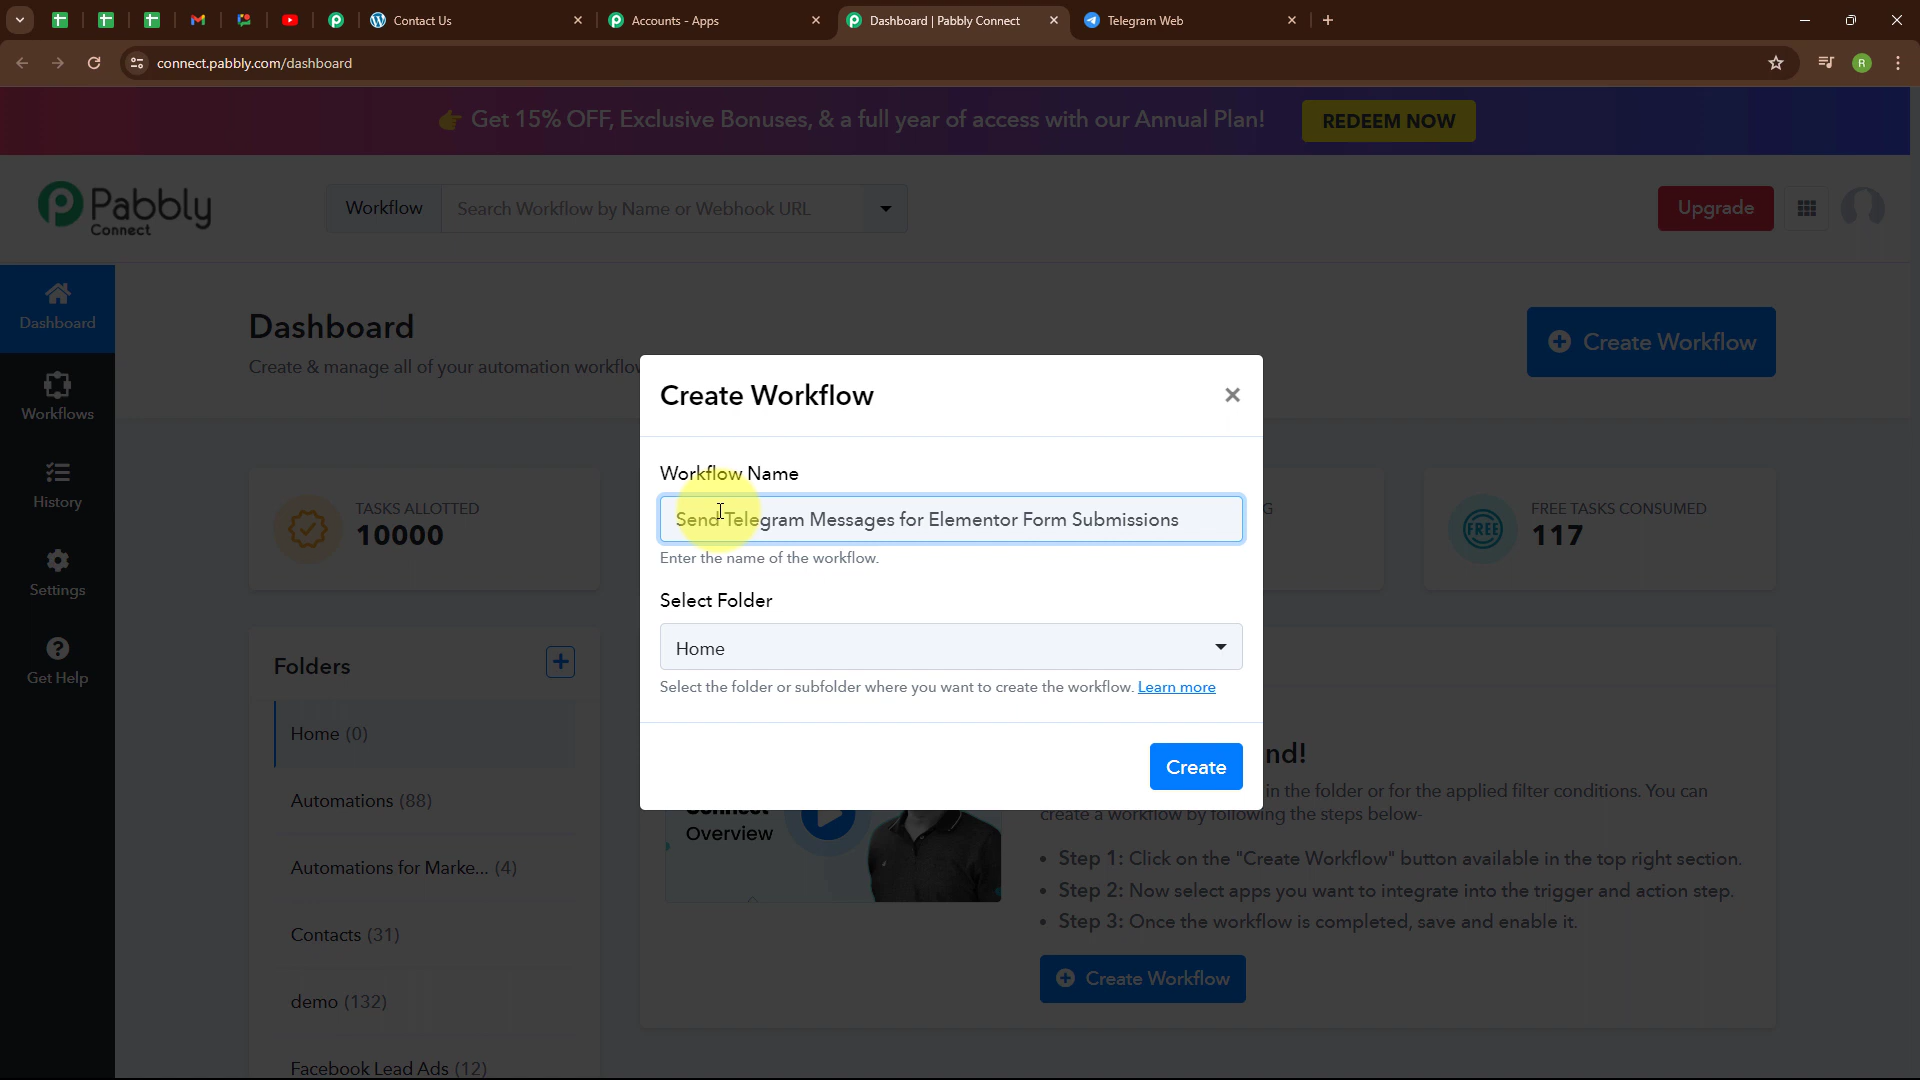 Contact Us
Accounts - Apps
Dashboard | Pabbly Connect
Telegram Web
connect.pabbly.com/dashboard
R
👉 Get 15% OFF, Exclusive Bonuses, & a full year of access with our Annual Plan!
REDEEM NOW
Pabbly
Connect
Workflow
Search Workflow by Name or Webhook URL
Upgrade
Dashboard
Workflows
History
Settings
Get Help
Dashboard
Create & manage all of your automation workflo
Create Workflow
TASKS ALLOTTED
10000
G
FREE TASKS CONSUMED
117
FREE
Create Workflow
Workflow Name
Send Telegram Messages for Elementor Form Submissions
Enter the name of the workflow.
Select Folder
Home
Select the folder or subfolder where you want to create the workflow. Learn more
Create
Folders
Home (0)
Automations (88)
Automations for Marke... (4)
Contacts (31)
demo (132)
Facebook Lead Ads (12)
Overview
nd!
in the folder or for the applied filter conditions. You can
create a workflow by following the steps below-
Step 1: Click on the "Create Workflow" button available in the top right section.
Step 2: Now select apps you want to integrate into the trigger and action step.
Step 3: Once the workflow is completed, save and enable it.
Create Workflow